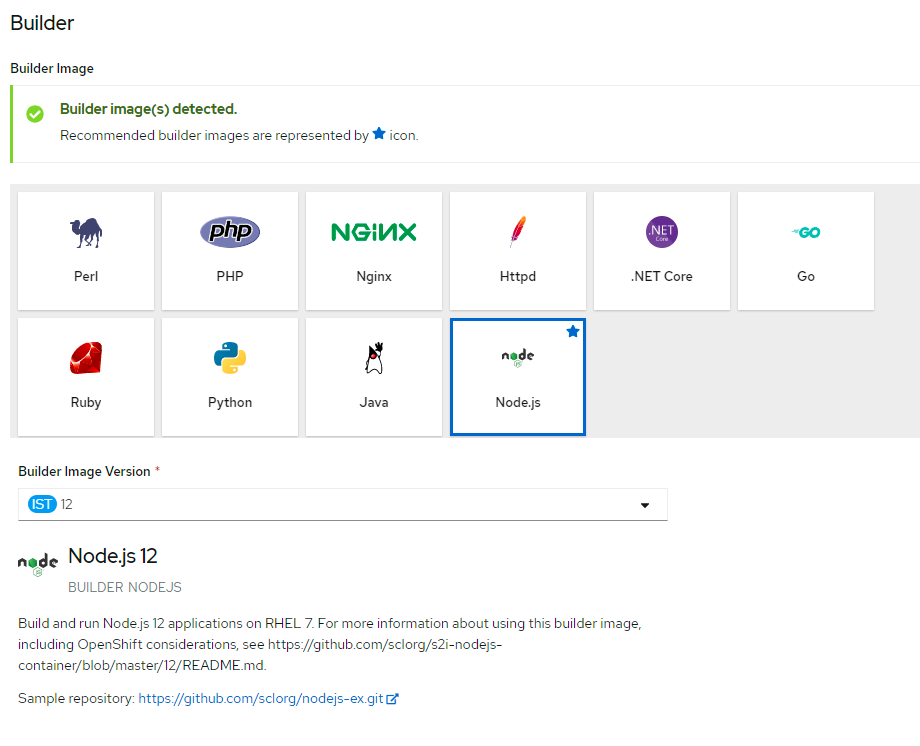 Builder
Builder Image
Builder image(s) detected.
Recommended builder images are represented by icon.
php NGINX .NET Core GO
Perl PHP Nginx Httpd .NET Core Go
node JS
Ruby Python Java Node.js
Builder Image Version *
IST 12
node JS Node.js 12
BUILDER NODEJS
Build and run Node.js 12 applications on RHEL 7. For more information about using this builder image,
including OpenShift considerations, see https://github.com/sclorg/s2i-nodejs-
container/blob/master/12/README.md.
Sample repository: https://github.com/sclorg/nodejs-ex.git